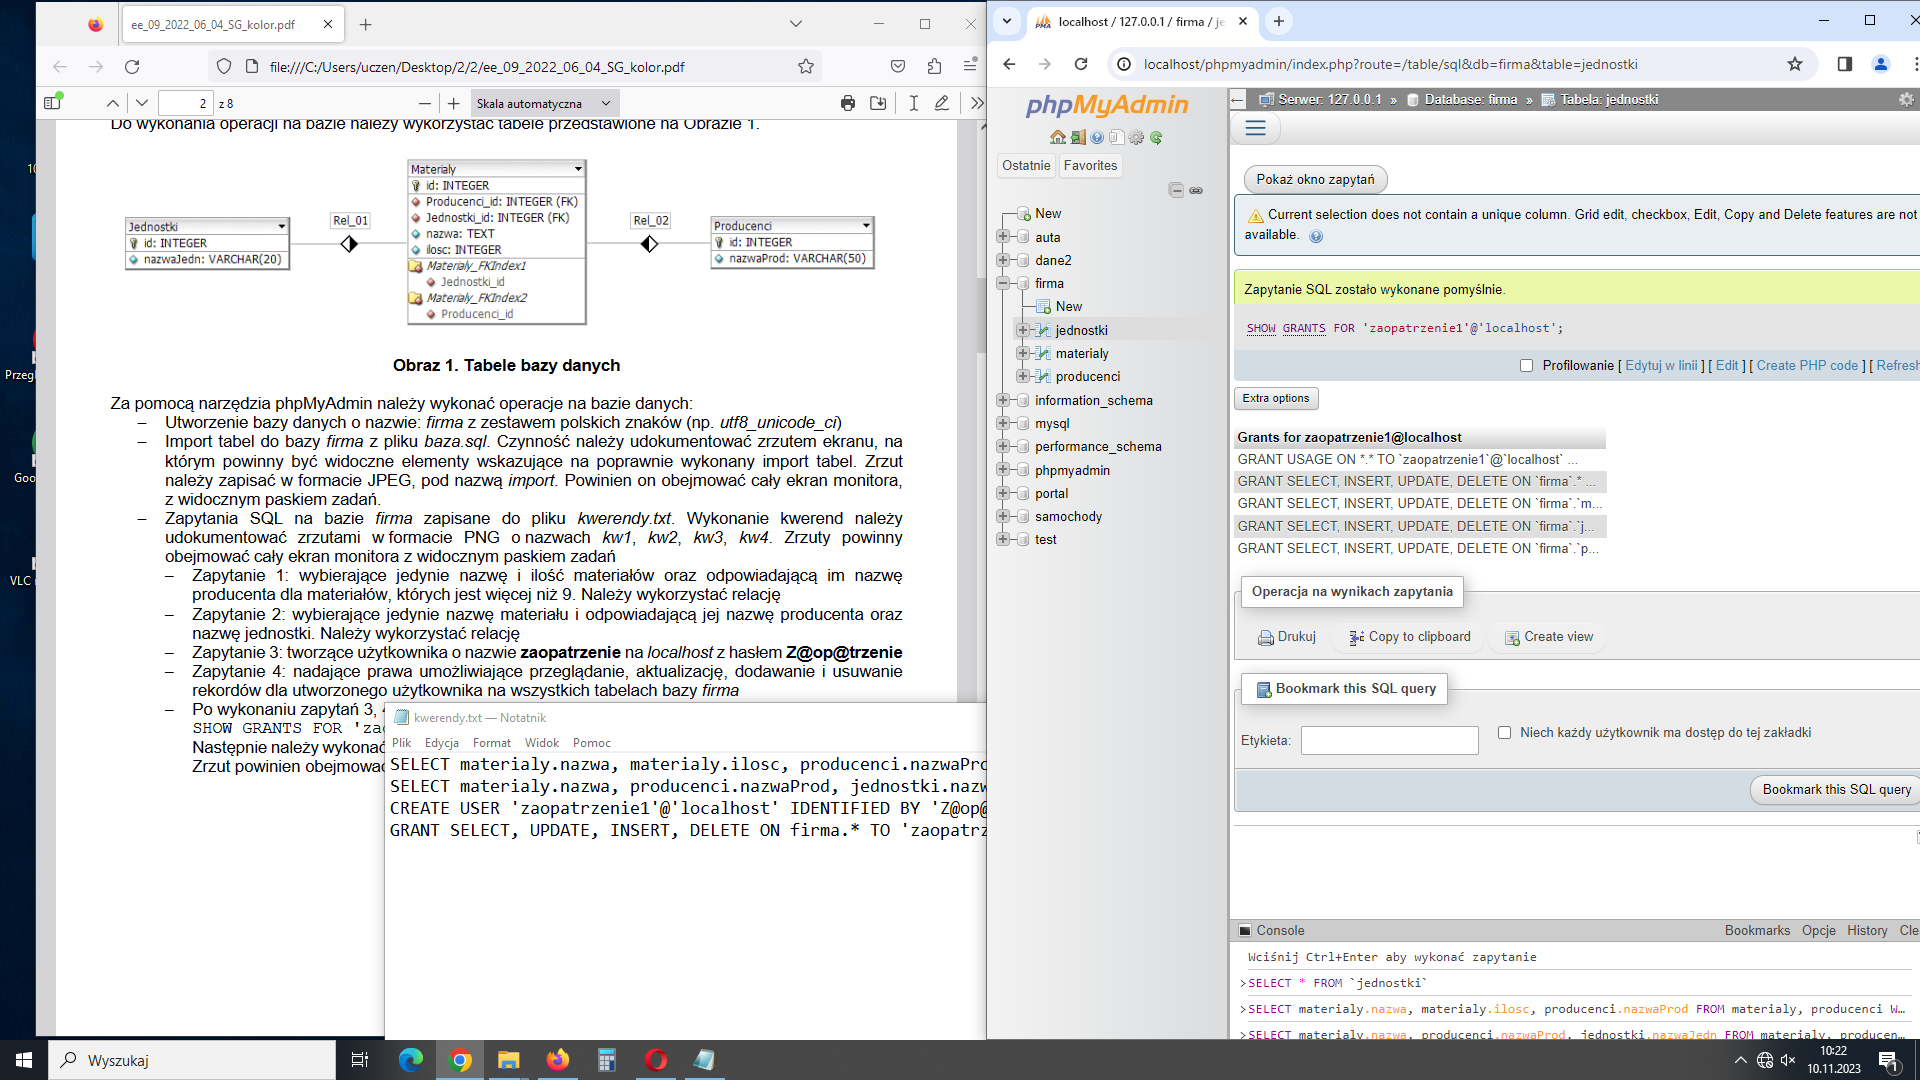 ee_09_2022_06_04_SG_kolor.pdf
file:///C:/Users/uczen/Desktop/2/2/ee_09_2022_06_04_SG_kolor.pdf
2 z 8
Skala automatyczna
Do wykonania operacji na bazie należy wykorzystać tabele przedstawione na Obrazie 1.
Jednostki
id: INTEGER
nazwaJedn: VARCHAR(20)
Rel_01
Materialy
id: INTEGER
Producenci_id: INTEGER (FK)
Jednostki_id: INTEGER (FK)
nazwa: TEXT
ilosc: INTEGER
Materialy_FKIndex1
Jednostki_id
Materialy_FKIndex2
Producenci_id
Rel_02
Producenci
id: INTEGER
nazwaProd: VARCHAR(50)
Obraz 1. Tabele bazy danych
Za pomocą narzędzia phpMyAdmin należy wykonać operacje na bazie danych:
– Utworzenie bazy danych o nazwie: firma z zestawem polskich znaków (np. utf8_unicode_ci)
– Import tabel do bazy firma z pliku baza.sql. Czynność należy udokumentować zrzutem ekranu, na
którym powinny być widoczne elementy wskazujące na poprawnie wykonany import tabel. Zrzut
należy zapisać w formacie JPEG, pod nazwą import. Powinien on obejmować cały ekran monitora,
z widocznym paskiem zadań.
– Zapytania SQL na bazie firma zapisane do pliku kwerendy.txt. Wykonanie kwerend należy
udokumentować zrzutami w formacie PNG o nazwach kw1, kw2, kw3, kw4. Zrzuty powinny
obejmować cały ekran monitora z widocznym paskiem zadań
– Zapytanie 1: wybierające jedynie nazwę i ilość materiałów oraz odpowiadającą im nazwę
producenta dla materiałów, których jest więcej niż 9. Należy wykorzystać relację
– Zapytanie 2: wybierające jedynie nazwę materiału i odpowiadającą jej nazwę producenta oraz
nazwę jednostki. Należy wykorzystać relację
– Zapytanie 3: tworzące użytkownika o nazwie zaopatrzenie na localhost z hasłem Z@op@trzenie
– Zapytanie 4: nadające prawa umożliwiające przeglądanie, aktualizację, dodawanie i usuwanie
rekordów dla utworzonego użytkownika na wszystkich tabelach bazy firma
– Po wykonaniu zapytań 3,
SHOW GRANTS FOR 'za
Następnie należy wykonać
Zrzut powinien obejmować
kwerendy.txt — Notatnik
Plik Edycja Format Widok Pomoc
SELECT materialy.nazwa, materialy.ilosc, producenci.nazwaPro
SELECT materialy.nazwa, producenci.nazwaProd, jednostki.nazw
CREATE USER 'zaopatrzenie1'@'localhost' IDENTIFIED BY 'Z@op@
GRANT SELECT, UPDATE, INSERT, DELETE ON firma.* TO 'zaopatrz
10
Przegl
Goo
VLC
localhost / 127.0.0.1 / firma / je
localhost/phpmyadmin/index.php?route=/table/sql&db=firma&table=jednostki
phpMyAdmin
Ostatnie Favorites
New
auta
dane2
firma
New
jednostki
materialy
producenci
information_schema
mysql
performance_schema
phpmyadmin
portal
samochody
test
Serwer: 127.0.0.1 » Database: firma » Tabela: jednostki
Pokaż okno zapytań
Current selection does not contain a unique column. Grid edit, checkbox, Edit, Copy and Delete features are not
available.
Zapytanie SQL zostało wykonane pomyślnie.
SHOW GRANTS FOR 'zaopatrzenie1'@'localhost';
Profilowanie [ Edytuj w linii ] [ Edit ] [ Create PHP code ] [ Refresh
Extra options
Grants for zaopatrzenie1@localhost
GRANT USAGE ON *.* TO `zaopatrzenie1`@`localhost` ...
GRANT SELECT, INSERT, UPDATE, DELETE ON `firma`.* ...
GRANT SELECT, INSERT, UPDATE, DELETE ON `firma`.`m...
GRANT SELECT, INSERT, UPDATE, DELETE ON `firma`.`j...
GRANT SELECT, INSERT, UPDATE, DELETE ON `firma`.`p...
Operacja na wynikach zapytania
Drukuj Copy to clipboard Create view
Bookmark this SQL query
Etykieta: Niech każdy użytkownik ma dostęp do tej zakładki
Bookmark this SQL query
Console Bookmarks Opcje History Cle
Wciśnij Ctrl+Enter aby wykonać zapytanie
>SELECT * FROM `jednostki`
>SELECT materialy.nazwa, materialy.ilosc, producenci.nazwaProd FROM materialy, producenci W...
>SELECT materialy.nazwa, producenci.nazwaProd, jednostki.nazwaJedn FROM materialy, producen...
Wyszukaj
10:22
10.11.2023
1